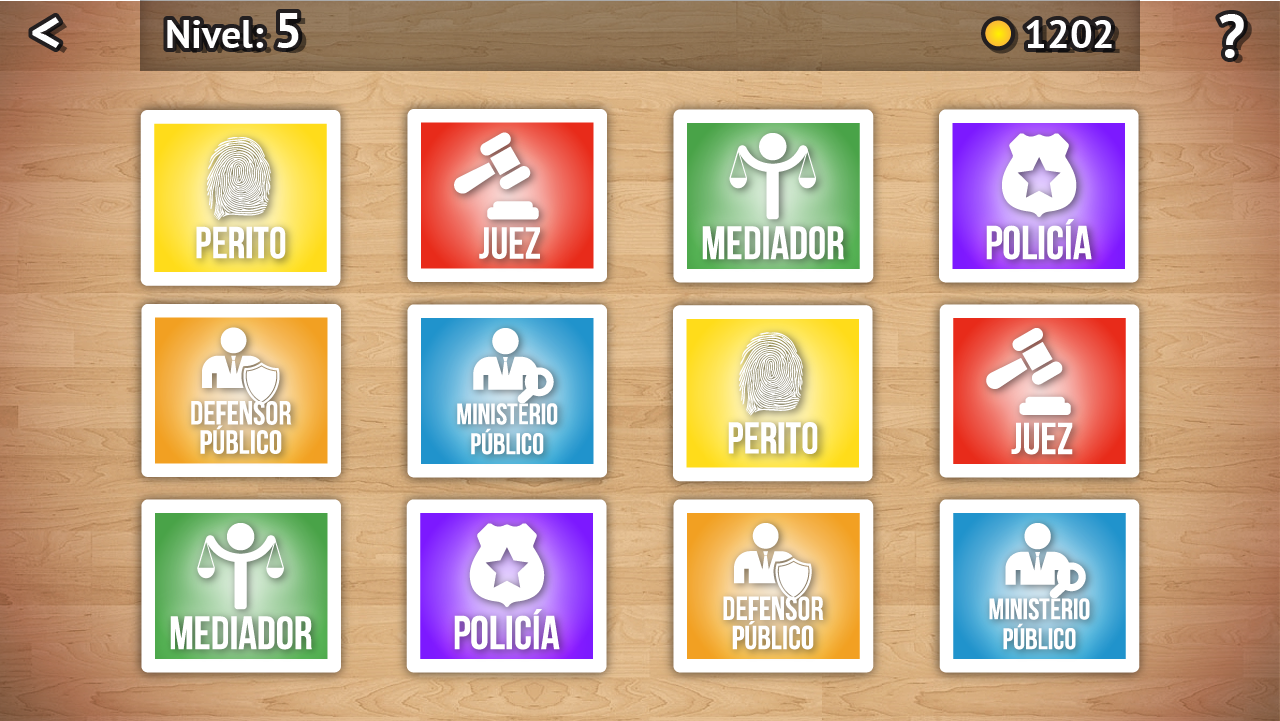 <
Nivel: 5
1202
?
PERITO
JUEZ
MEDIADOR
POLICÍA
DEFENSOR
PÚBLICO
MINISTERIO
PÚBLICO
PERITO
JUEZ
MEDIADOR
POLICÍA
DEFENSOR
PÚBLICO
MINISTERIO
PÚBLICO